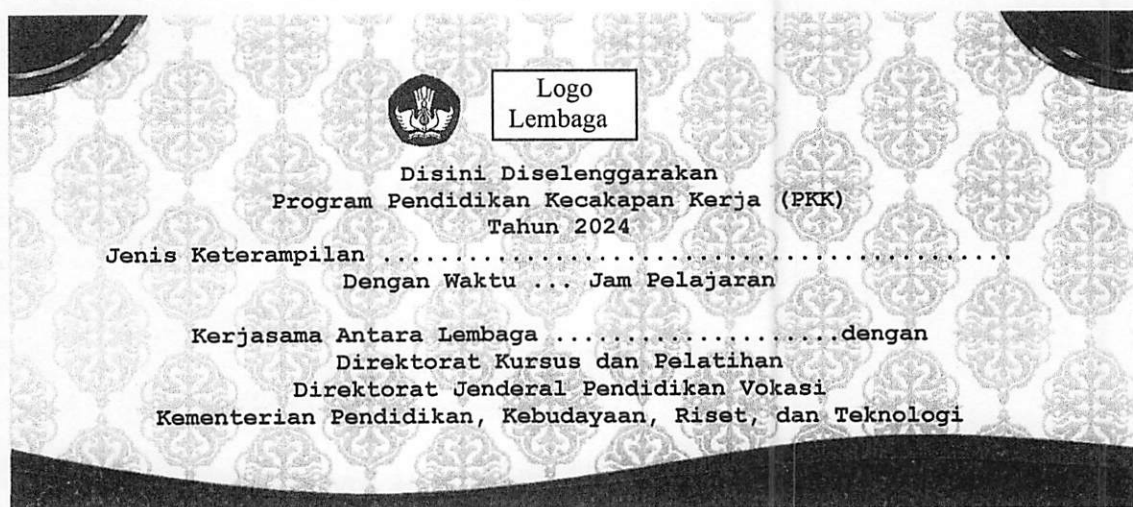 Logo
Lembaga
Disini Diselenggarakan
Program Pendidikan Kecakapan Kerja (PKK)
Tahun 2024
Jenis Keterampilan ............................................
Dengan Waktu ... Jam Pelajaran
Kerjasama Antara Lembaga ....................dengan
Direktorat Kursus dan Pelatihan
Direktorat Jenderal Pendidikan Vokasi
Kementerian Pendidikan, Kebudayaan, Riset, dan Teknologi